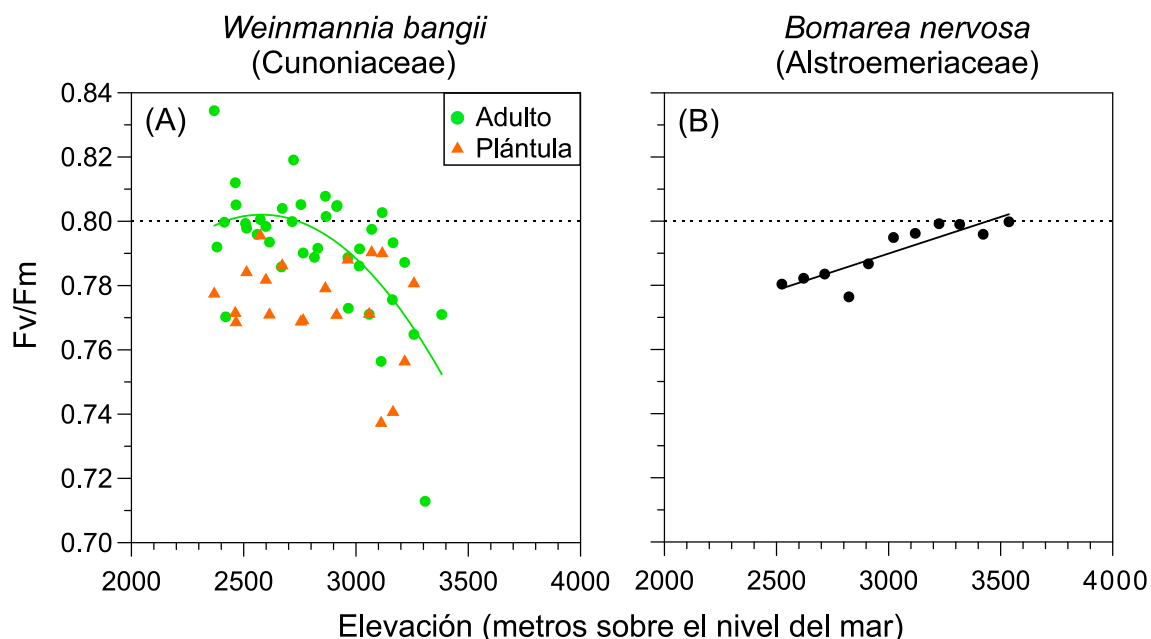 Weinmannia bangii
(Cunoniaceae)
Bomarea nervosa
(Alstroemeriaceae)
0.84
0.82
0.80
0.78
0.76
0.74
0.72
0.70
Fv/Fm
(A)
Adulto
Plántula
(B)
2000 2500 3000 3500 4000
2000 2500 3000 3500 4000
Elevación (metros sobre el nivel del mar)